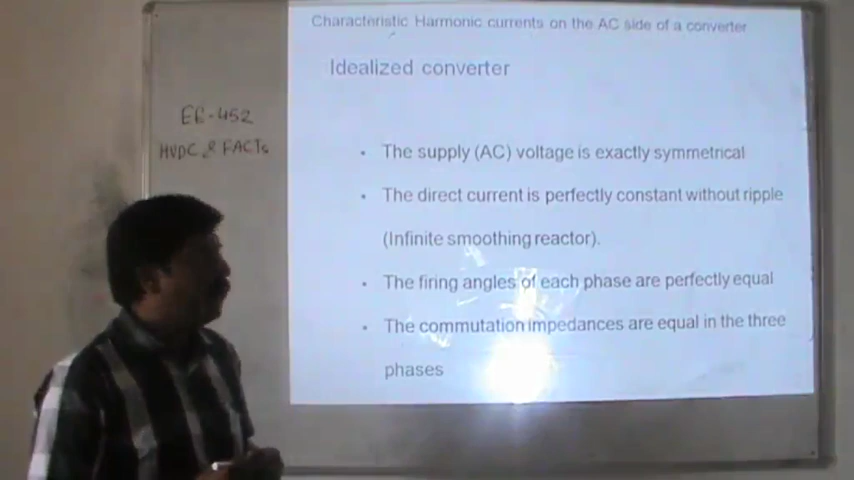 Characteristic Harmonic currents on the AC side of a converter
Idealized converter
EE-452
HVDC & FACTs
• The supply (AC) voltage is exactly symmetrical
• The direct current is perfectly constant without ripple
(Infinite smoothing reactor).
• The firing angles of each phase are perfectly equal
• The commutation impedances are equal in the three
phases